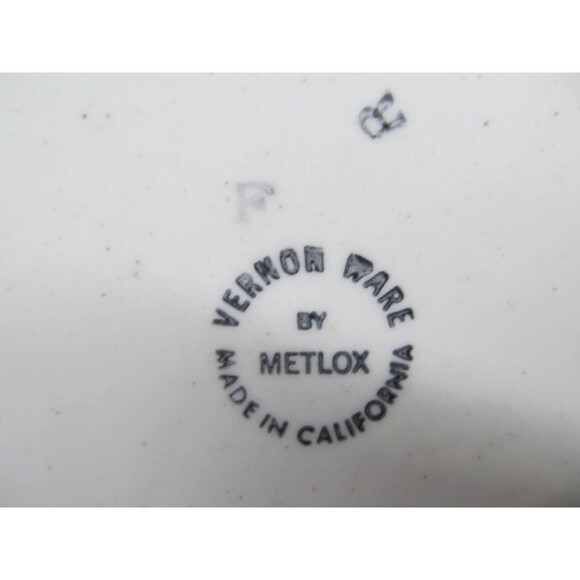 R
F
VERNON WARE
BY
METLOX
MADE IN CALIFORNIA